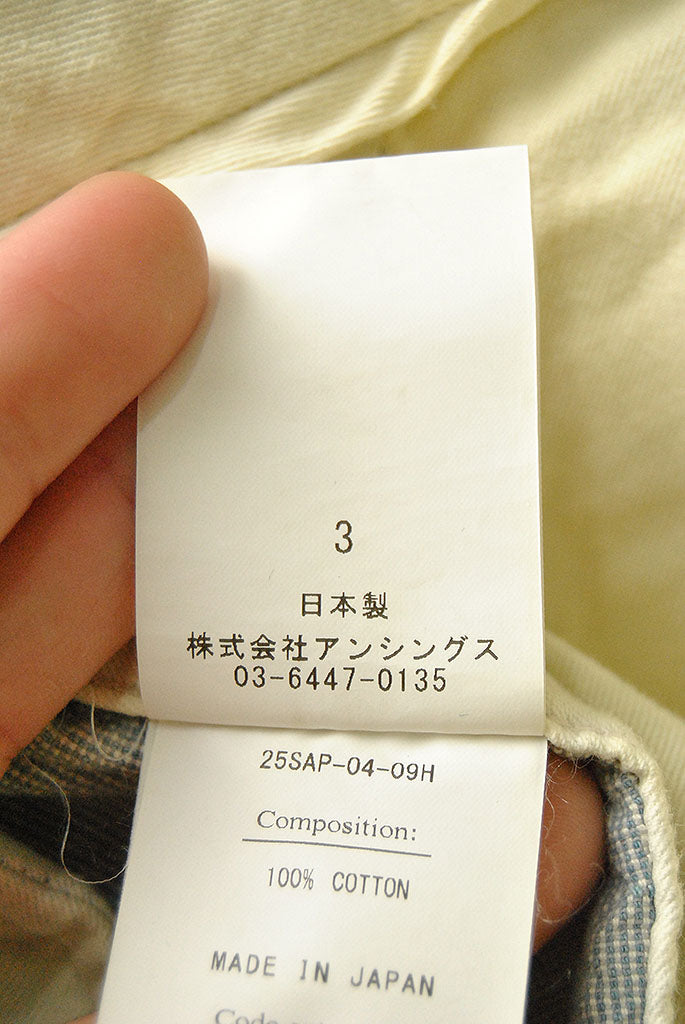 3
日本製
株式会社アンシングス
03-6447-0135
25SAP-04-09H
Composition:
100% COTTON
MADE IN JAPAN
Code